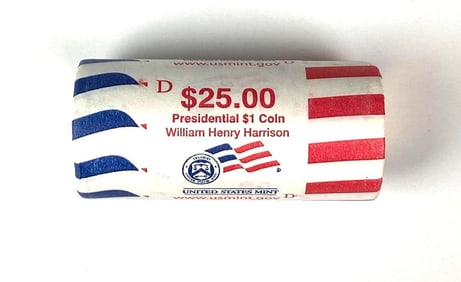 www.usmint.gov D
D
$25.00
Presidential $1 Coin
William Henry Harrison
UNITED STATES MINT
www.usmint.gov D